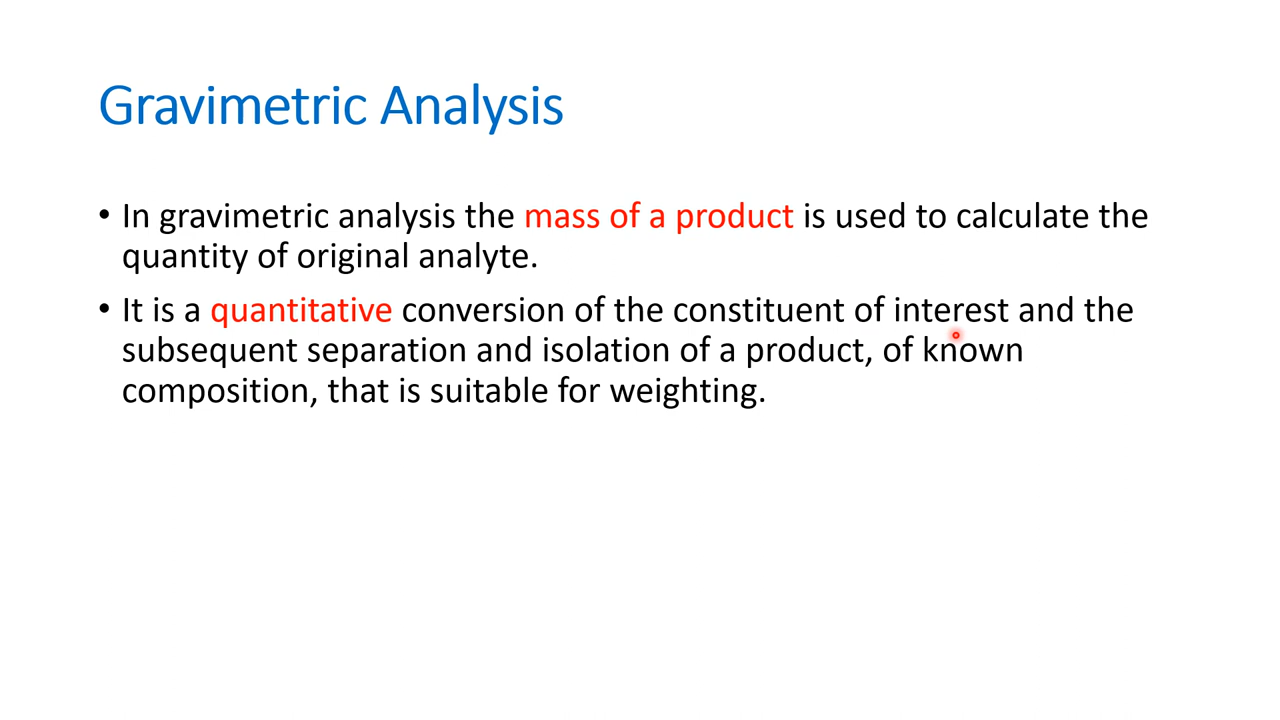 Gravimetric Analysis
• In gravimetric analysis the mass of a product is used to calculate the
quantity of original analyte.
• It is a quantitative conversion of the constituent of interest and the
subsequent separation and isolation of a product, of known
composition, that is suitable for weighting.